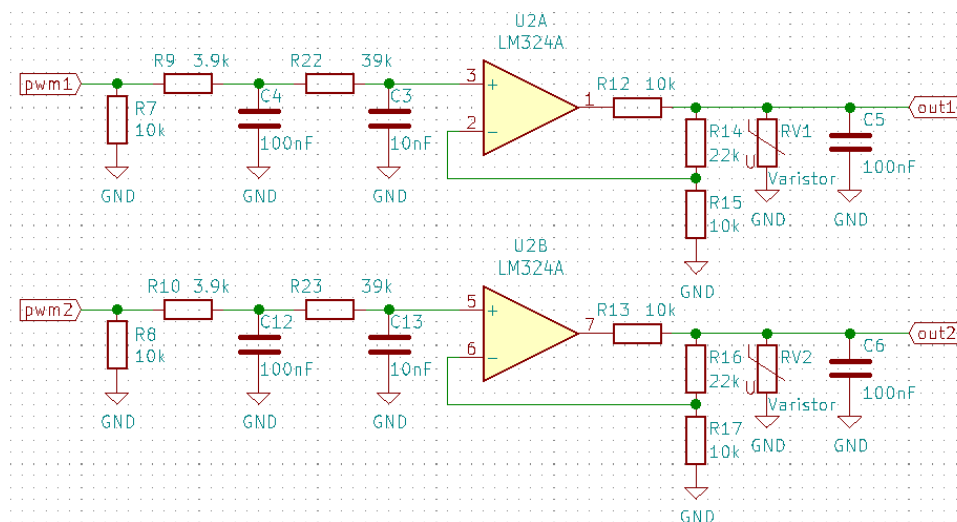 U2A
LM324A
R9 3.9k R22 39k
pwm1
R7
10k
C4
100nF
C3
10nF
3
+
2
−
1
R12 10k
R14
22k
RV1
U
Varistor
C5
100nF
out1
GND
GND
GND
GND
GND
R15
10k
GND
U2B
LM324A
R10 3.9k R23 39k
pwm2
R8
10k
C12
100nF
C13
10nF
5
+
6
−
7
R13 10k
R16
22k
RV2
U
Varistor
C6
100nF
out2
GND
GND
GND
GND
GND
R17
10k
GND